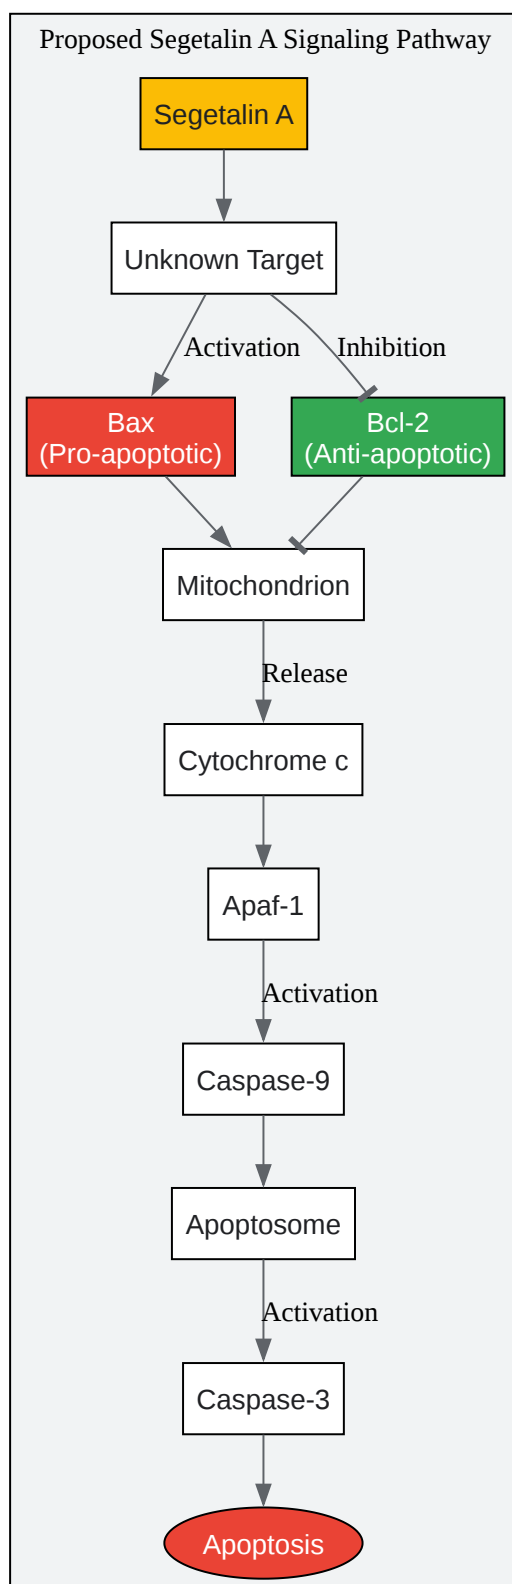 Proposed Segetalin A Signaling Pathway
Segetalin A
Unknown Target
Activation
Inhibition
Bax
(Pro-apoptotic)
Bcl-2
(Anti-apoptotic)
Mitochondrion
Release
Cytochrome c
Apaf-1
Activation
Caspase-9
Apoptosome
Activation
Caspase-3
Apoptosis